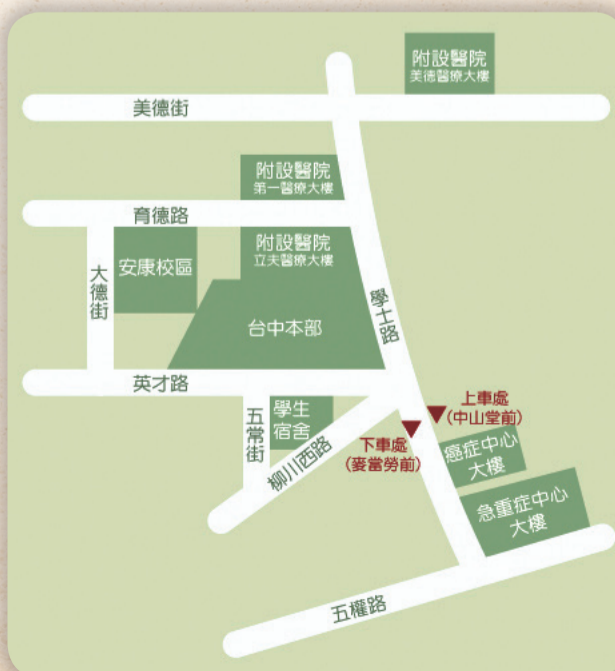 附設醫院
美德醫療大樓
美德街
附設醫院
第一醫療大樓
育德路
附設醫院
立夫醫療大樓
安康校區
大德街
學士路
台中本部
英才路
上車處
(中山堂前)
學生
宿舍
五常街
下車處
(麥當勞前)
柳川西路
癌症中心
大樓
急重症中心
大樓
五權路